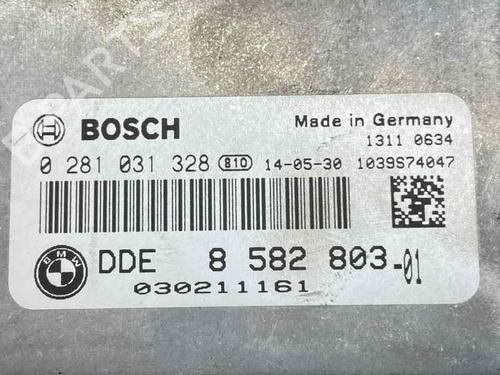 BOSCH
Made in Germany
1311 0634
0 281 031 328 810 14-05-30 1039S74047
BMW
DDE 8 582 803-01
030211161